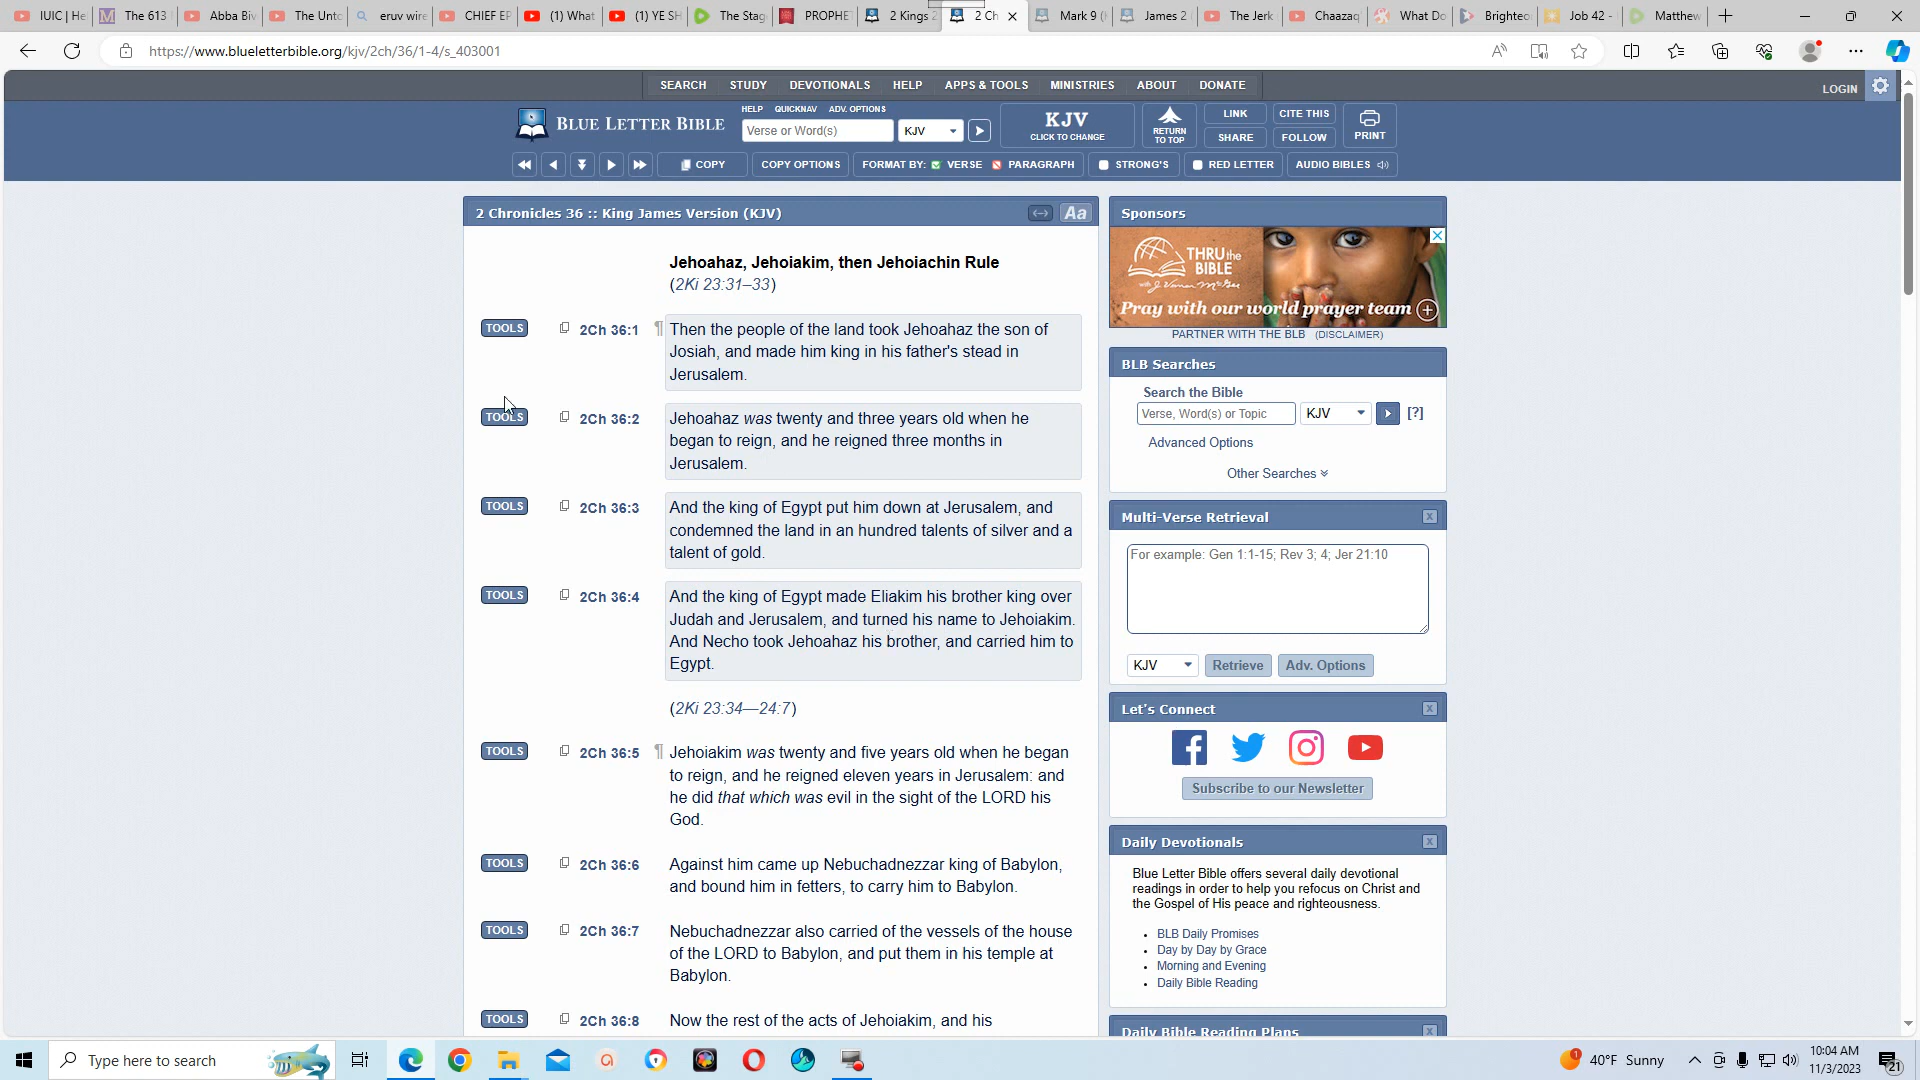 IUIC | He
The 613
Abba Biv
The Unto
eruv wire
CHIEF EP
(1) What
(1) YE SH
The Stag
PROPHE
2 Kings 2
2 Ch
Mark 9 (
James 2 (
The Jerk
Chaazaq
What Do
Brighteo
Job 42 -
Matthew
https://www.blueletterbible.org/kjv/2ch/36/1-4/s_403001
SEARCH STUDY DEVOTIONALS HELP APPS & TOOLS MINISTRIES ABOUT DONATE
LOGIN
BLUE LETTER BIBLE
HELP QUICKNAV ADV. OPTIONS
Verse or Word(s) KJV
KJV
CLICK TO CHANGE
RETURN
TO TOP
LINK CITE THIS
SHARE FOLLOW
PRINT
COPY COPY OPTIONS FORMAT BY: VERSE PARAGRAPH STRONG'S RED LETTER AUDIO BIBLES
2 Chronicles 36 :: King James Version (KJV)
Aa
Jehoahaz, Jehoiakim, then Jehoiachin Rule
(2Ki 23:31–33)
TOOLS 2Ch 36:1 ¶ Then the people of the land took Jehoahaz the son of
Josiah, and made him king in his father's stead in
Jerusalem.
TOOLS 2Ch 36:2 Jehoahaz was twenty and three years old when he
began to reign, and he reigned three months in
Jerusalem.
TOOLS 2Ch 36:3 And the king of Egypt put him down at Jerusalem, and
condemned the land in an hundred talents of silver and a
talent of gold.
TOOLS 2Ch 36:4 And the king of Egypt made Eliakim his brother king over
Judah and Jerusalem, and turned his name to Jehoiakim.
And Necho took Jehoahaz his brother, and carried him to
Egypt.
(2Ki 23:34—24:7)
TOOLS 2Ch 36:5 ¶ Jehoiakim was twenty and five years old when he began
to reign, and he reigned eleven years in Jerusalem: and
he did that which was evil in the sight of the LORD his
God.
TOOLS 2Ch 36:6 Against him came up Nebuchadnezzar king of Babylon,
and bound him in fetters, to carry him to Babylon.
TOOLS 2Ch 36:7 Nebuchadnezzar also carried of the vessels of the house
of the LORD to Babylon, and put them in his temple at
Babylon.
TOOLS 2Ch 36:8 Now the rest of the acts of Jehoiakim, and his
Sponsors
THRU the
BIBLE
with J. Vernon McGee
Pray with our world prayer team
PARTNER WITH THE BLB (DISCLAIMER)
BLB Searches
Search the Bible
Verse, Word(s) or Topic KJV [?]
Advanced Options
Other Searches
Multi-Verse Retrieval
For example: Gen 1:1-15; Rev 3; 4; Jer 21:10
KJV Retrieve Adv. Options
Let's Connect
Subscribe to our Newsletter
Daily Devotionals
Blue Letter Bible offers several daily devotional
readings in order to help you refocus on Christ and
the Gospel of His peace and righteousness.
BLB Daily Promises
Day by Day by Grace
Morning and Evening
Daily Bible Reading
Daily Bible Reading Plans
Type here to search
1
40°F Sunny
10:04 AM
11/3/2023
21